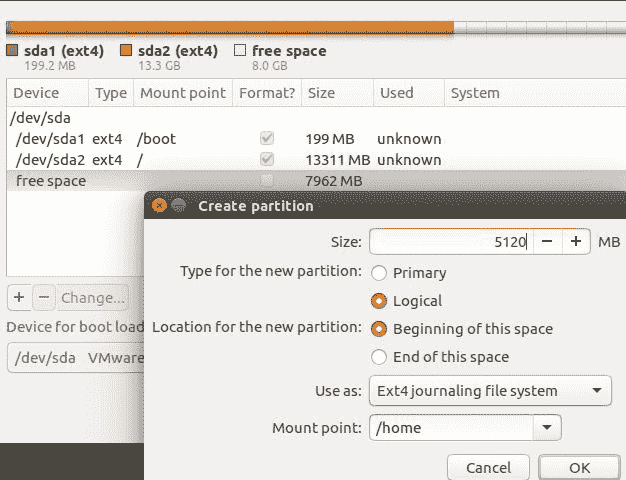 sda1 (ext4) sda2 (ext4) free space
199.2 MB 13.3 GB 8.0 GB
Device Type Mount point Format? Size Used System
/dev/sda
/dev/sda1 ext4 /boot 199 MB unknown
/dev/sda2 ext4 / 13311 MB unknown
free space 7962 MB
Create partition
Size: 5120 − + MB
Type for the new partition: Primary
Logical
Location for the new partition: Beginning of this space
End of this space
Use as: Ext4 journaling file system
Mount point: /home
Cancel OK
+ − Change...
Device for boot load
/dev/sda VMware